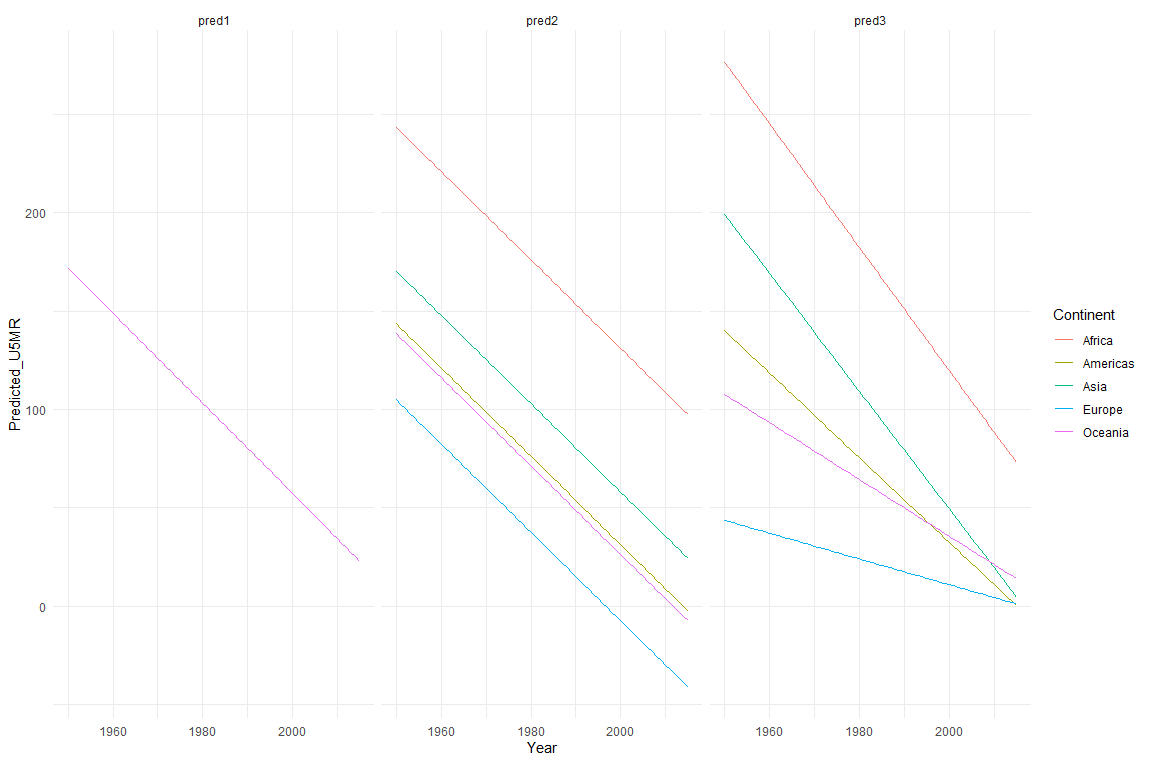 pred1 pred2 pred3
200
100
0
Predicted_U5MR
1960 1980 2000 1960 1980 2000 1960 1980 2000
Year
Continent
Africa
Americas
Asia
Europe
Oceania